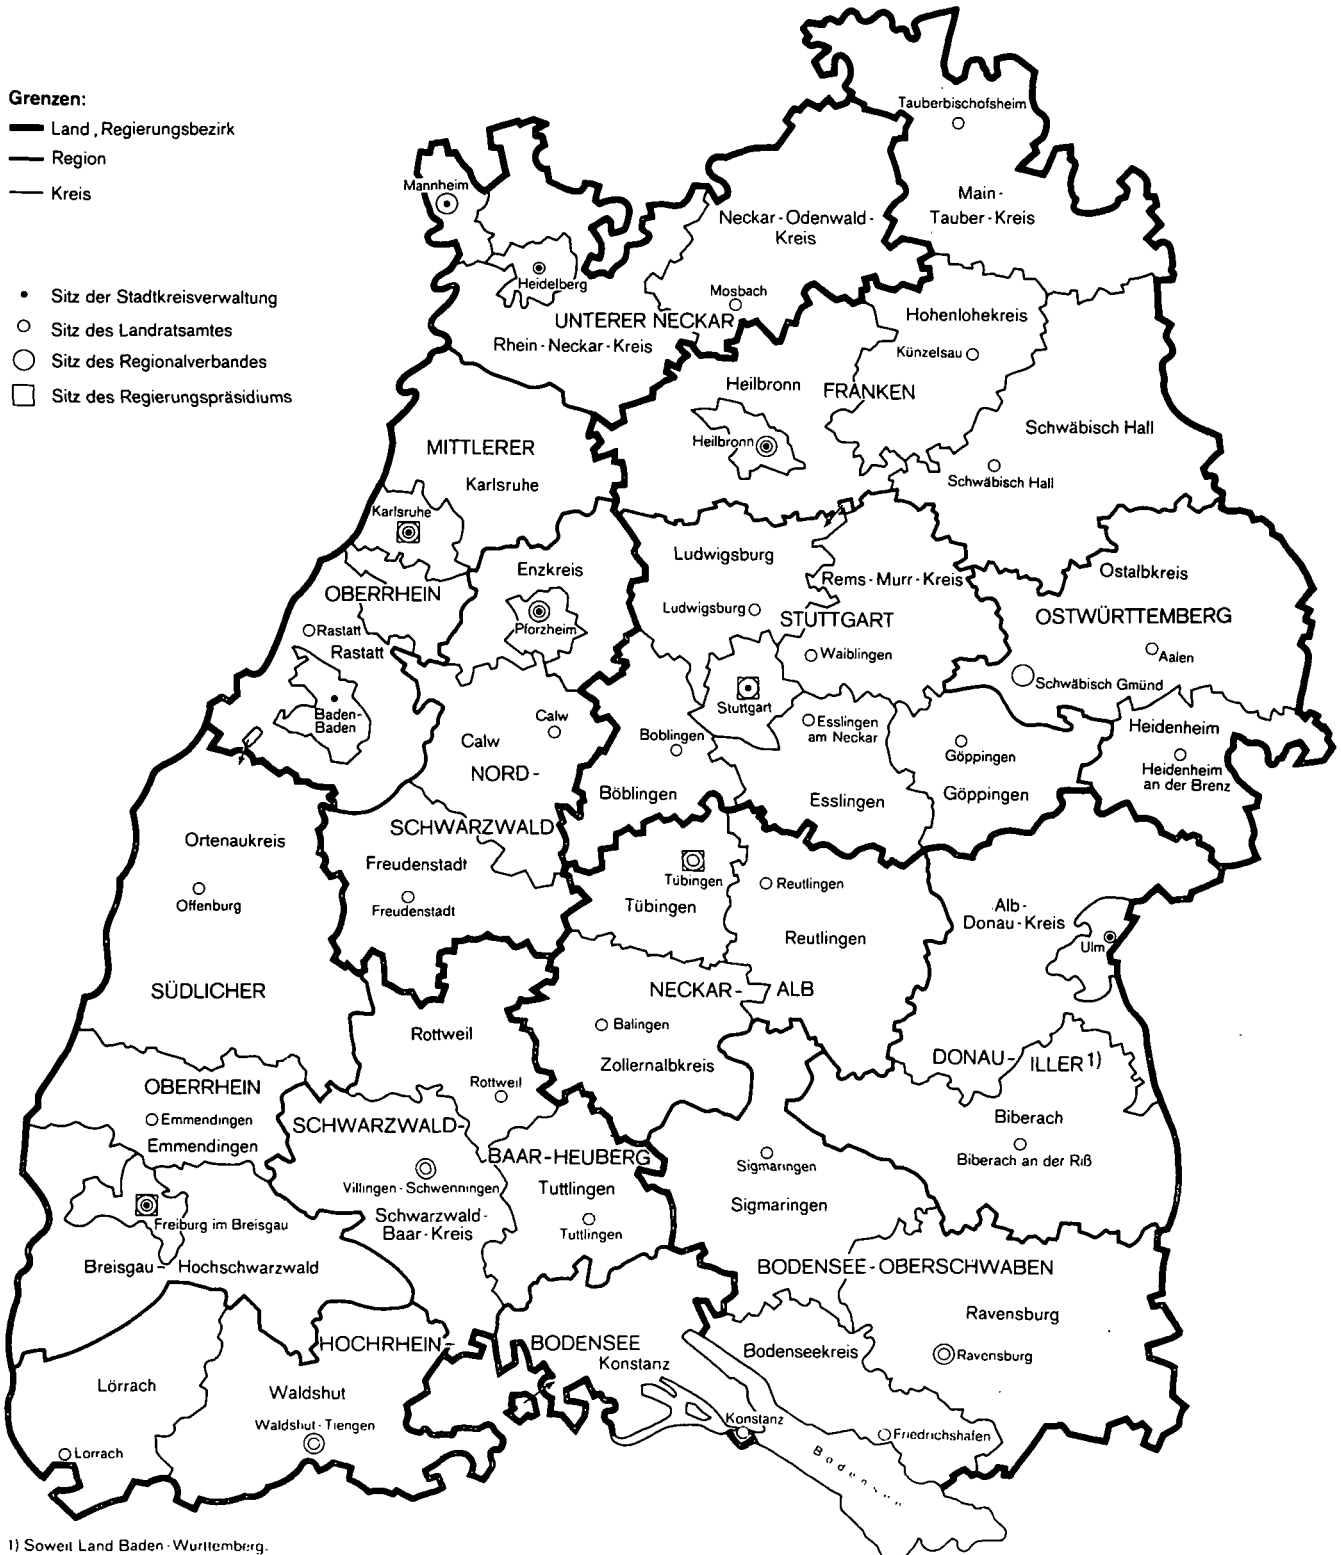 Grenzen:
Land, Regierungsbezirk
Region
Kreis
Sitz der Stadtkreisverwaltung
Sitz des Landratsamtes
Sitz des Regionalverbandes
Sitz des Regierungspräsidiums
Tauberbischofsheim
Main-
Tauber-Kreis
Mannheim
Neckar-Odenwald-
Kreis
Heidelberg
Mosbach
UNTERER NECKAR
Rhein-Neckar-Kreis
Hohenlohekreis
Künzelsau
Heilbronn
FRANKEN
Heilbronn
Schwäbisch Hall
Schwäbisch Hall
MITTLERER
Karlsruhe
Karlsruhe
Ludwigsburg
Enzkreis
Rems-Murr-Kreis
Ostalbkreis
OBERRHEIN
Pforzheim
Ludwigsburg
STUTTGART
OSTWÜRTTEMBERG
Rastatt
Rastatt
Waiblingen
Aalen
Schwäbisch Gmünd
Baden-
Baden
Stuttgart
Calw
Calw
NORD-
Boblingen
Böblingen
Esslingen
am Neckar
Esslingen
Göppingen
Göppingen
Heidenheim
Heidenheim
an der Brenz
Ortenaukreis
SCHWARZWALD
Freudenstadt
Freudenstadt
Offenburg
Tübingen
Tübingen
Reutlingen
Reutlingen
Alb-
Donau-Kreis
Ulm
SÜDLICHER
NECKAR-ALB
Rottweil
Balingen
Zollernalbkreis
DONAU-ILLER 1)
OBERRHEIN
Rottweil
Emmendingen
Emmendingen
SCHWARZWALD-
BAAR-HEUBERG
Biberach
Biberach an der Riß
Villingen-Schwenningen
Schwarzwald-
Baar-Kreis
Tuttlingen
Tuttlingen
Sigmaringen
Sigmaringen
Freiburg im Breisgau
Breisgau-Hochschwarzwald
BODENSEE-OBERSCHWABEN
Ravensburg
Ravensburg
HOCHRHEIN-
BODENSEE
Konstanz
Bodenseekreis
Lörrach
Waldshut
Waldshut-Tiengen
Lorrach
Konstanz
Friedrichshafen
Bodensee
1) Soweit Land Baden-Wurttemberg.